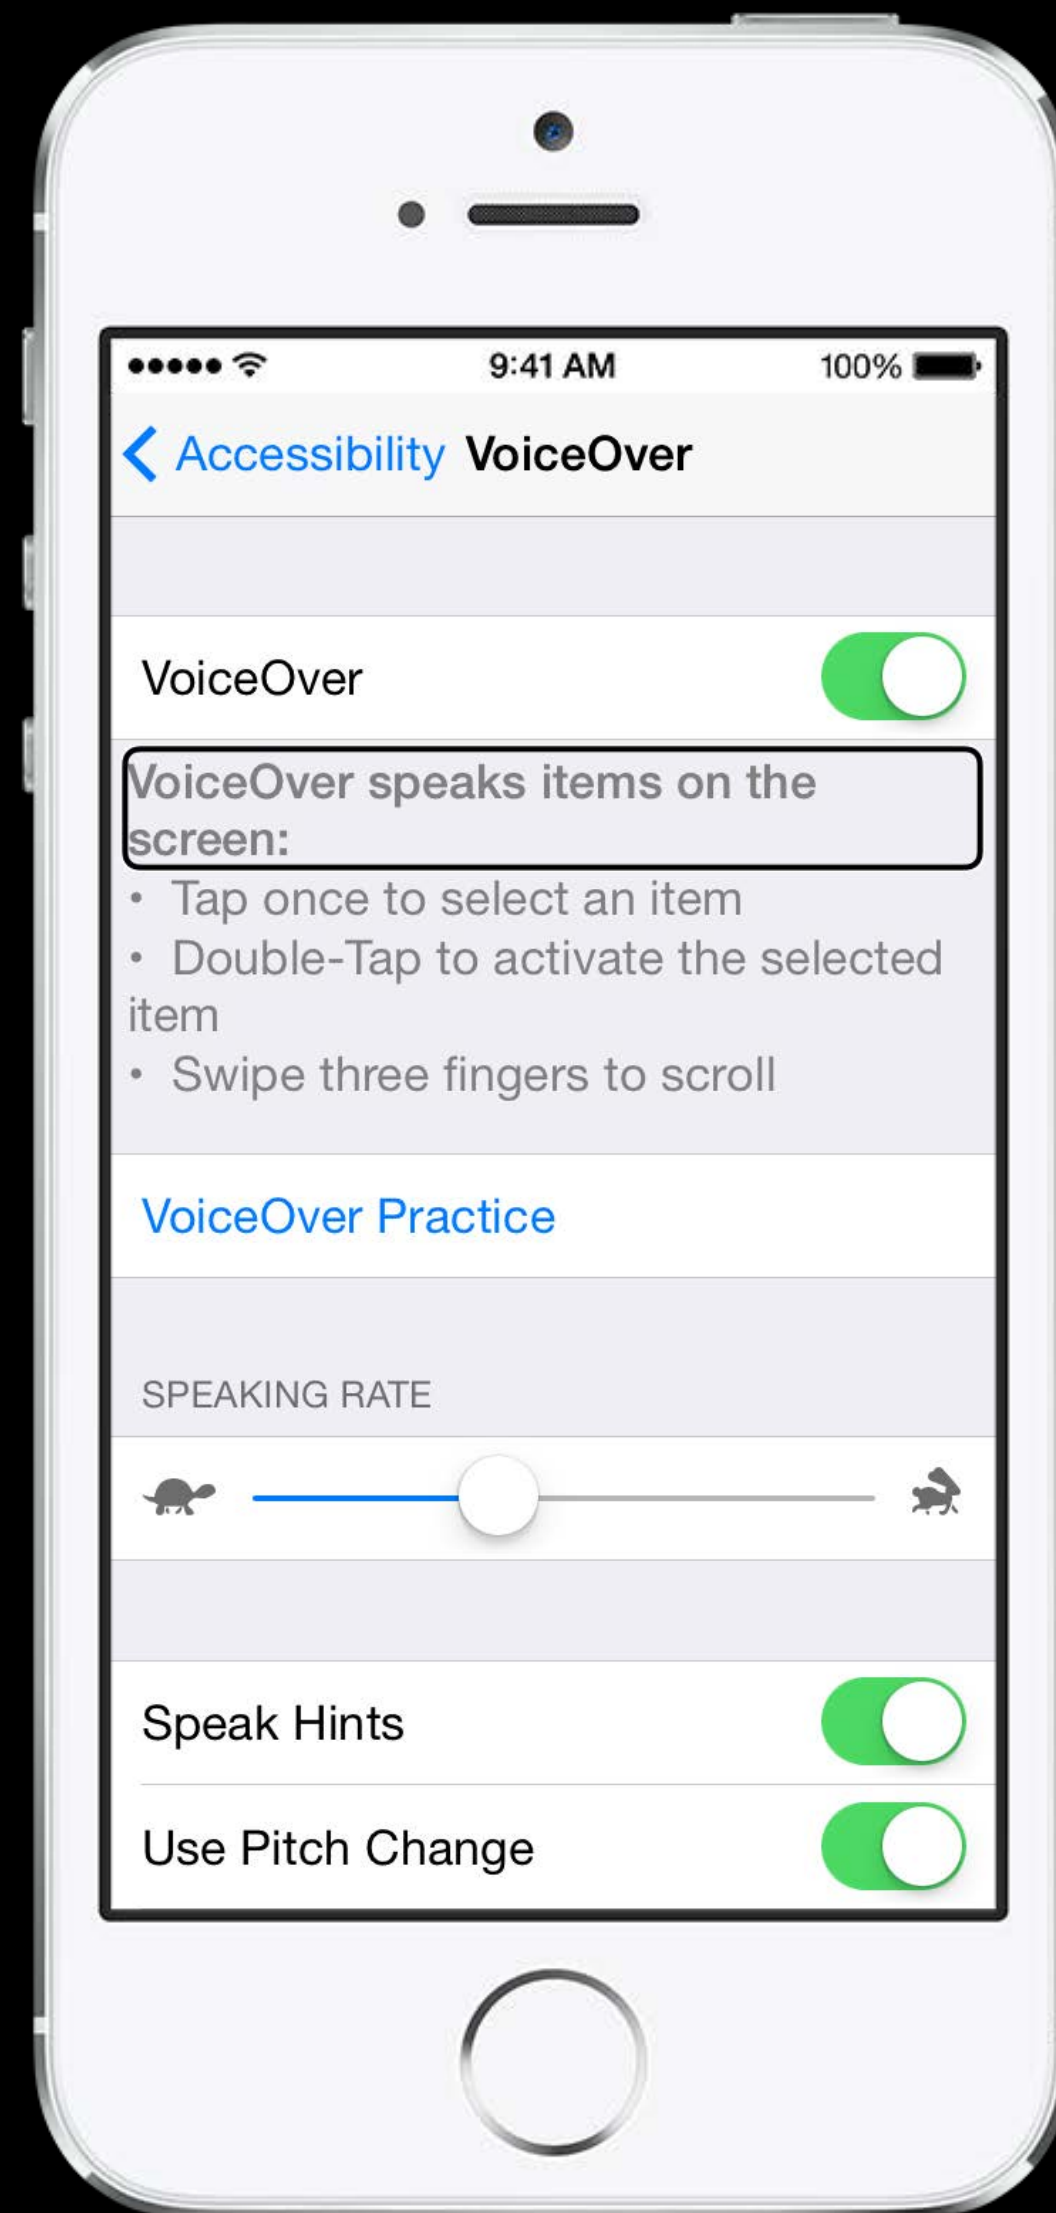 9:41 AM 100%
Accessibility VoiceOver
VoiceOver
VoiceOver speaks items on the
screen:
• Tap once to select an item
• Double-Tap to activate the selected
item
• Swipe three fingers to scroll
VoiceOver Practice
SPEAKING RATE
Speak Hints
Use Pitch Change